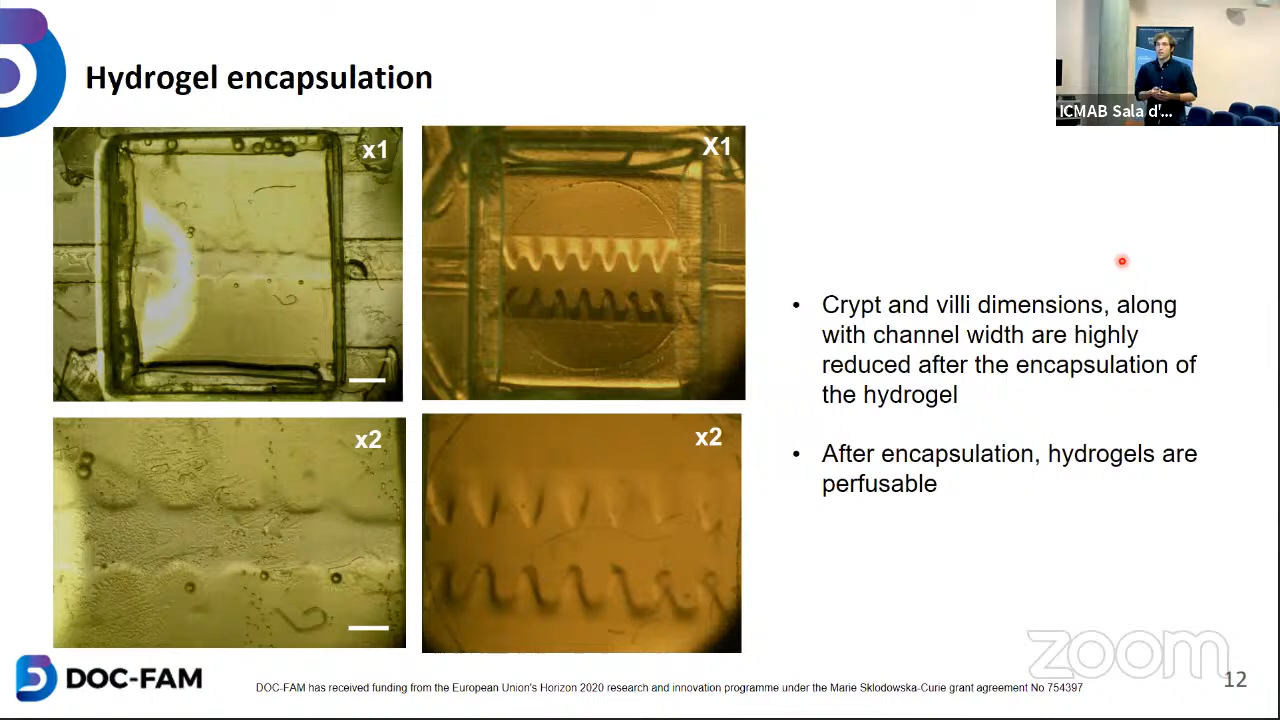 Hydrogel encapsulation
ICMAB Sala d'...
x1
X1
x2
x2
• Crypt and villi dimensions, along
with channel width are highly
reduced after the encapsulation of
the hydrogel
• After encapsulation, hydrogels are
perfusable
zoom
DOC-FAM
DOC-FAM has received funding from the European Union's Horizon 2020 research and innovation programme under the Marie Sklodowska-Curie grant agreement No 754397
12